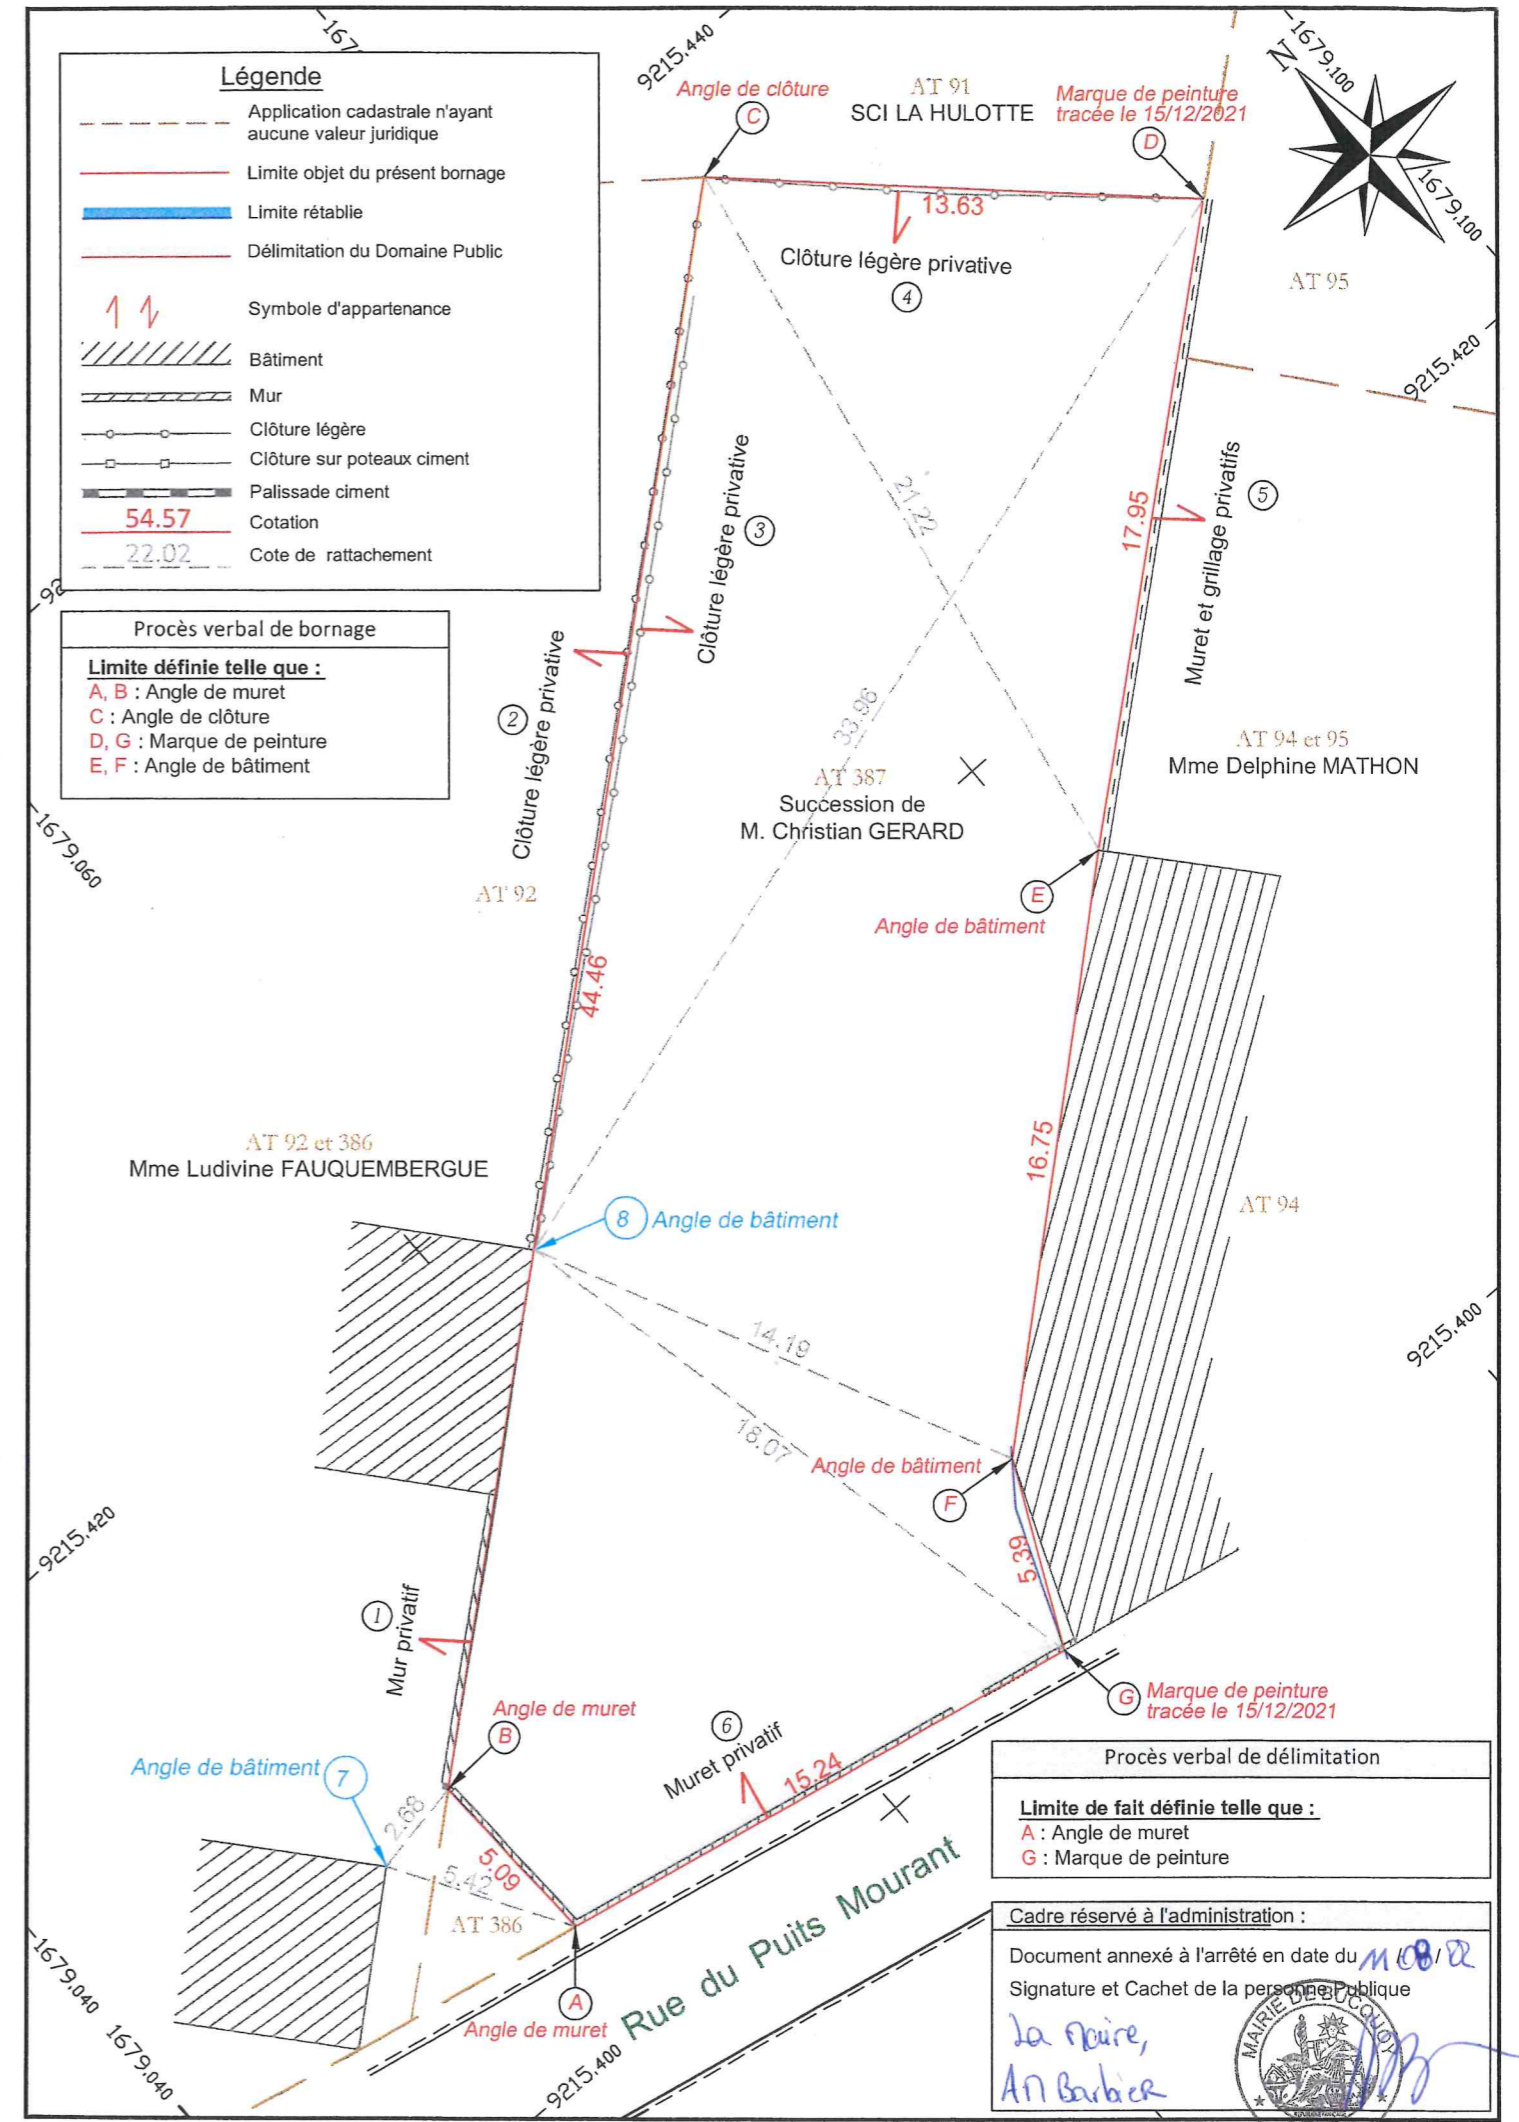 167
9215.440
1679.100
N
Légende
Application cadastrale n'ayant
aucune valeur juridique
Limite objet du présent bornage
Limite rétablie
Délimitation du Domaine Public
Symbole d'appartenance
Bâtiment
Mur
Clôture légère
Clôture sur poteaux ciment
Palissade ciment
54.57
Cotation
22.02
Cote de rattachement
Angle de clôture
C
AT 91
SCI LA HULOTTE
Marque de peinture
tracée le 15/12/2021
D
1679.100
13.63
Clôture légère privative
4
AT 95
9215.420
92
Procès verbal de bornage
Limite définie telle que :
A, B : Angle de muret
C : Angle de clôture
D, G : Marque de peinture
E, F : Angle de bâtiment
Clôture légère privative
3
21.22
17.95
Muret et grillage privatifs
5
Clôture légère privative
2
33.96
AT 94 et 95
Mme Delphine MATHON
AT 387
Succession de
M. Christian GERARD
1679.060
AT 92
E
Angle de bâtiment
44.46
AT 92 et 386
Mme Ludivine FAUQUEMBERGUE
16.75
AT 94
8
Angle de bâtiment
14.19
9215.400
18.07
Angle de bâtiment
F
5.39
9215.420
1
Mur privatif
G
Marque de peinture
tracée le 15/12/2021
Angle de muret
B
6
Muret privatif
15.24
Angle de bâtiment
7
2.68
5.09
5.42
AT 386
Procès verbal de délimitation
Limite de fait définie telle que :
A : Angle de muret
G : Marque de peinture
Rue du Puits Mourant
A
Angle de muret
1679.040
1679.040
9215.400
Cadre réservé à l'administration :
Document annexé à l'arrêté en date du 11/08/22
Signature et Cachet de la personne Publique
La Maire,
AM Barbier
MAIRIE DE BUCQUOY